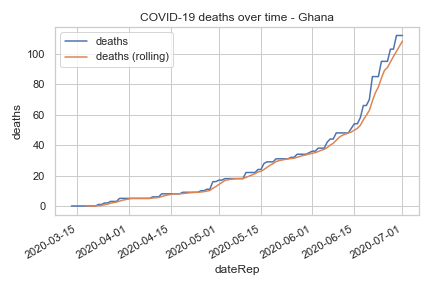 COVID-19 deaths over time - Ghana
deaths
deaths (rolling)
100
80
60
40
20
0
deaths
2020-03-15
2020-04-01
2020-04-15
2020-05-01
2020-05-15
2020-06-01
2020-06-15
2020-07-01
dateRep